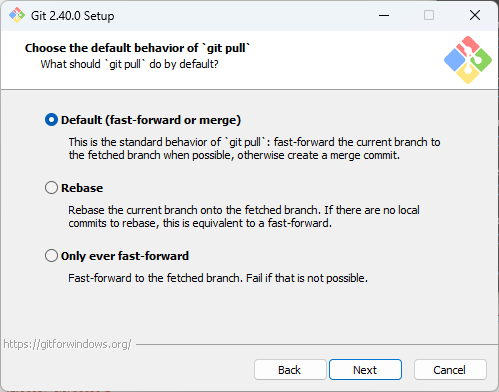 Git 2.40.0 Setup
Choose the default behavior of `git pull`
What should `git pull` do by default?
Default (fast-forward or merge)
This is the standard behavior of `git pull`: fast-forward the current branch to
the fetched branch when possible, otherwise create a merge commit.
Rebase
Rebase the current branch onto the fetched branch. If there are no local
commits to rebase, this is equivalent to a fast-forward.
Only ever fast-forward
Fast-forward to the fetched branch. Fail if that is not possible.
https://gitforwindows.org/
Back Next Cancel